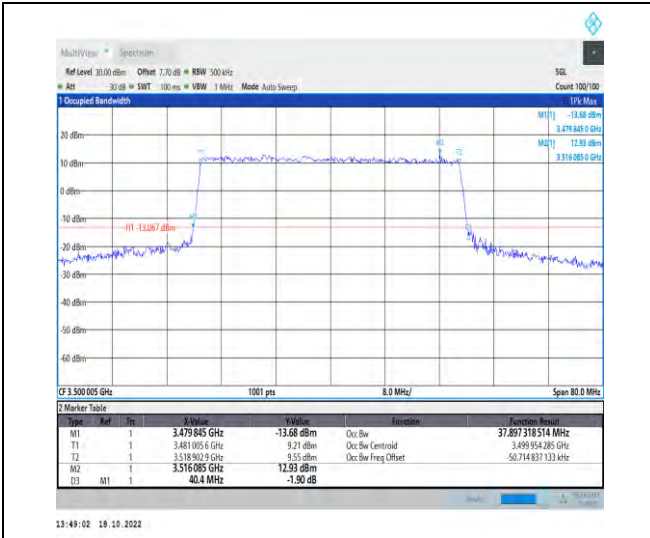 MultiView Spectrum
Ref Level 30.00 dBm Offset 7.70 dB RBW 500 kHz SGL
Att 30 dB SWT 100 ms VBW 1 MHz Mode Auto Sweep Count 100/100
1 Occupied Bandwidth 1Pk Max
M1[1] -13.68 dBm
3.479 845 0 GHz
M2[1] 12.93 dBm
3.516 085 0 GHz
20 dBm
M2
10 dBm
0 dBm
-10 dBm
H1 -13.067 dBm
-20 dBm
-30 dBm
-40 dBm
-50 dBm
-60 dBm
CF 3.500 005 GHz 1001 pts 8.0 MHz/ Span 80.0 MHz
2 Marker Table
Type Ref Trc X-Value Y-Value Function Function Result
M1 1 3.479 845 GHz -13.68 dBm Occ Bw 37.897 318 514 MHz
T1 1 3.481 005 6 GHz 9.21 dBm Occ Bw Centroid 3.499 954 285 GHz
T2 1 3.518 902 9 GHz 9.55 dBm Occ Bw Freq Offset -50.714 837 133 kHz
M2 1 3.516 085 GHz 12.93 dBm
D3 M1 1 40.4 MHz -1.90 dB
13:49:02 18.10.2022